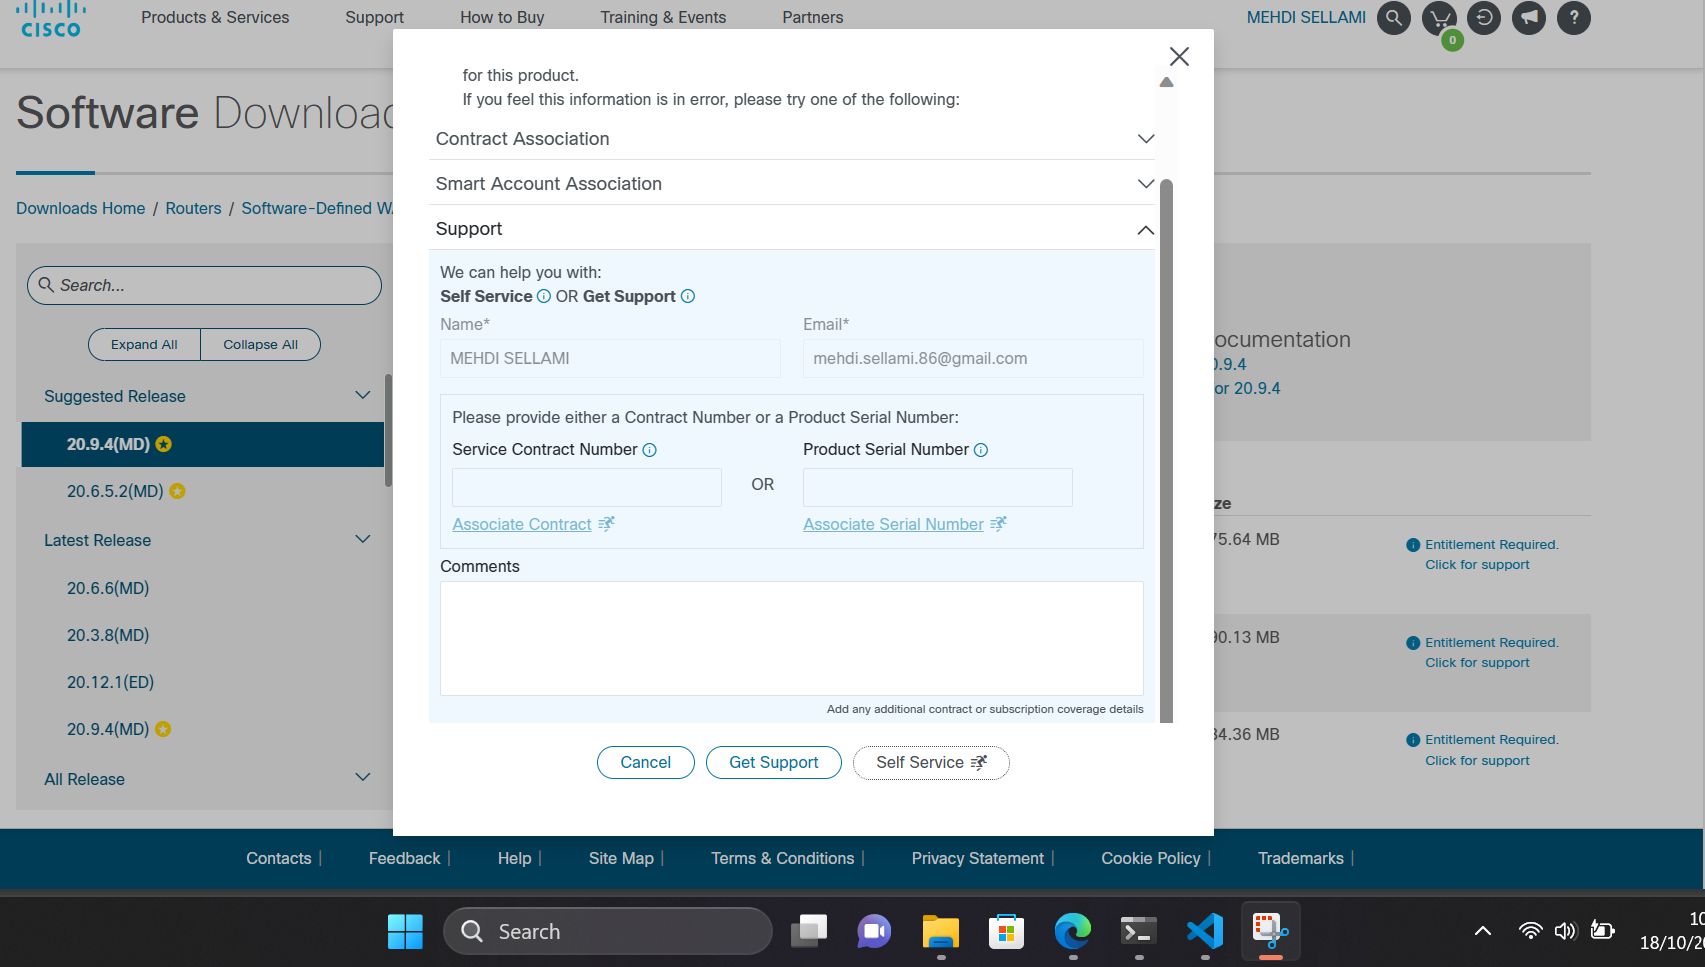 CISCO
Products & Services
Support
How to Buy
Training & Events
Partners
MEHDI SELLAMI
?
0
Software Download
Downloads Home / Routers / Software-Defined WA
Search...
Expand All
Collapse All
Suggested Release
20.9.4(MD)
20.6.5.2(MD)
Latest Release
20.6.6(MD)
20.3.8(MD)
20.12.1(ED)
20.9.4(MD)
All Release
for this product.
If you feel this information is in error, please try one of the following:
Contract Association
Smart Account Association
Support
We can help you with:
Self Service OR Get Support
Name*
Email*
MEHDI SELLAMI
mehdi.sellami.86@gmail.com
Please provide either a Contract Number or a Product Serial Number:
Service Contract Number
Product Serial Number
OR
Associate Contract
Associate Serial Number
Comments
Add any additional contract or subscription coverage details
Cancel
Get Support
Self Service
ocumentation
0.9.4
or 20.9.4
ze
75.64 MB
Entitlement Required.
Click for support
90.13 MB
Entitlement Required.
Click for support
34.36 MB
Entitlement Required.
Click for support
Contacts |
Feedback |
Help |
Site Map |
Terms & Conditions |
Privacy Statement |
Cookie Policy |
Trademarks |
Search
10
18/10/20